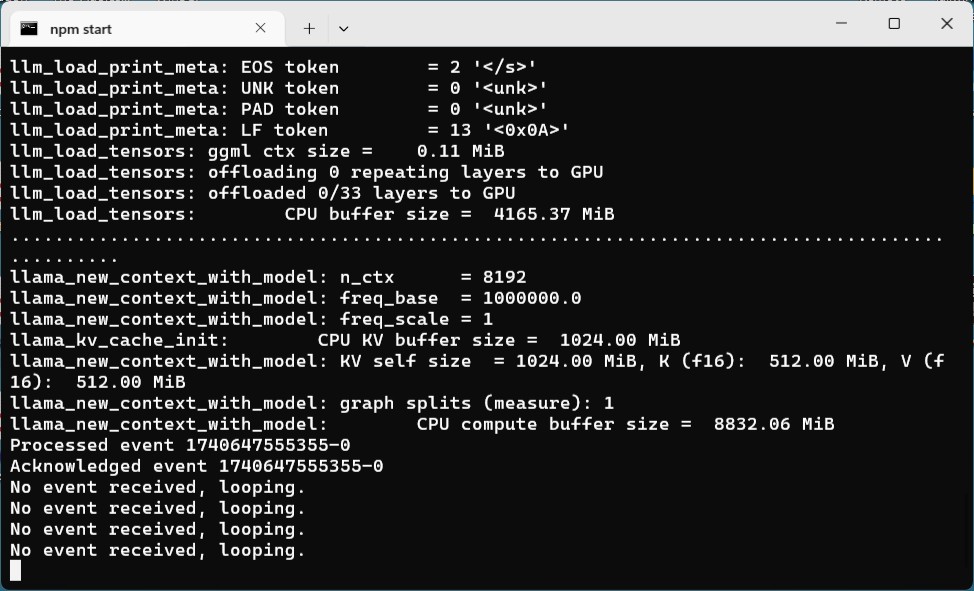 npm start
llm_load_print_meta: EOS token        = 2 '</s>'
llm_load_print_meta: UNK token        = 0 '<unk>'
llm_load_print_meta: PAD token        = 0 '<unk>'
llm_load_print_meta: LF token         = 13 '<0x0A>'
llm_load_tensors: ggml ctx size =    0.11 MiB
llm_load_tensors: offloading 0 repeating layers to GPU
llm_load_tensors: offloaded 0/33 layers to GPU
llm_load_tensors:        CPU buffer size =  4165.37 MiB
.....................................................................................
..........
llama_new_context_with_model: n_ctx      = 8192
llama_new_context_with_model: freq_base  = 1000000.0
llama_new_context_with_model: freq_scale = 1
llama_kv_cache_init:        CPU KV buffer size =  1024.00 MiB
llama_new_context_with_model: KV self size  = 1024.00 MiB, K (f16):  512.00 MiB, V (f
16):  512.00 MiB
llama_new_context_with_model: graph splits (measure): 1
llama_new_context_with_model:        CPU compute buffer size =  8832.06 MiB
Processed event 1740647555355-0
Acknowledged event 1740647555355-0
No event received, looping.
No event received, looping.
No event received, looping.
No event received, looping.